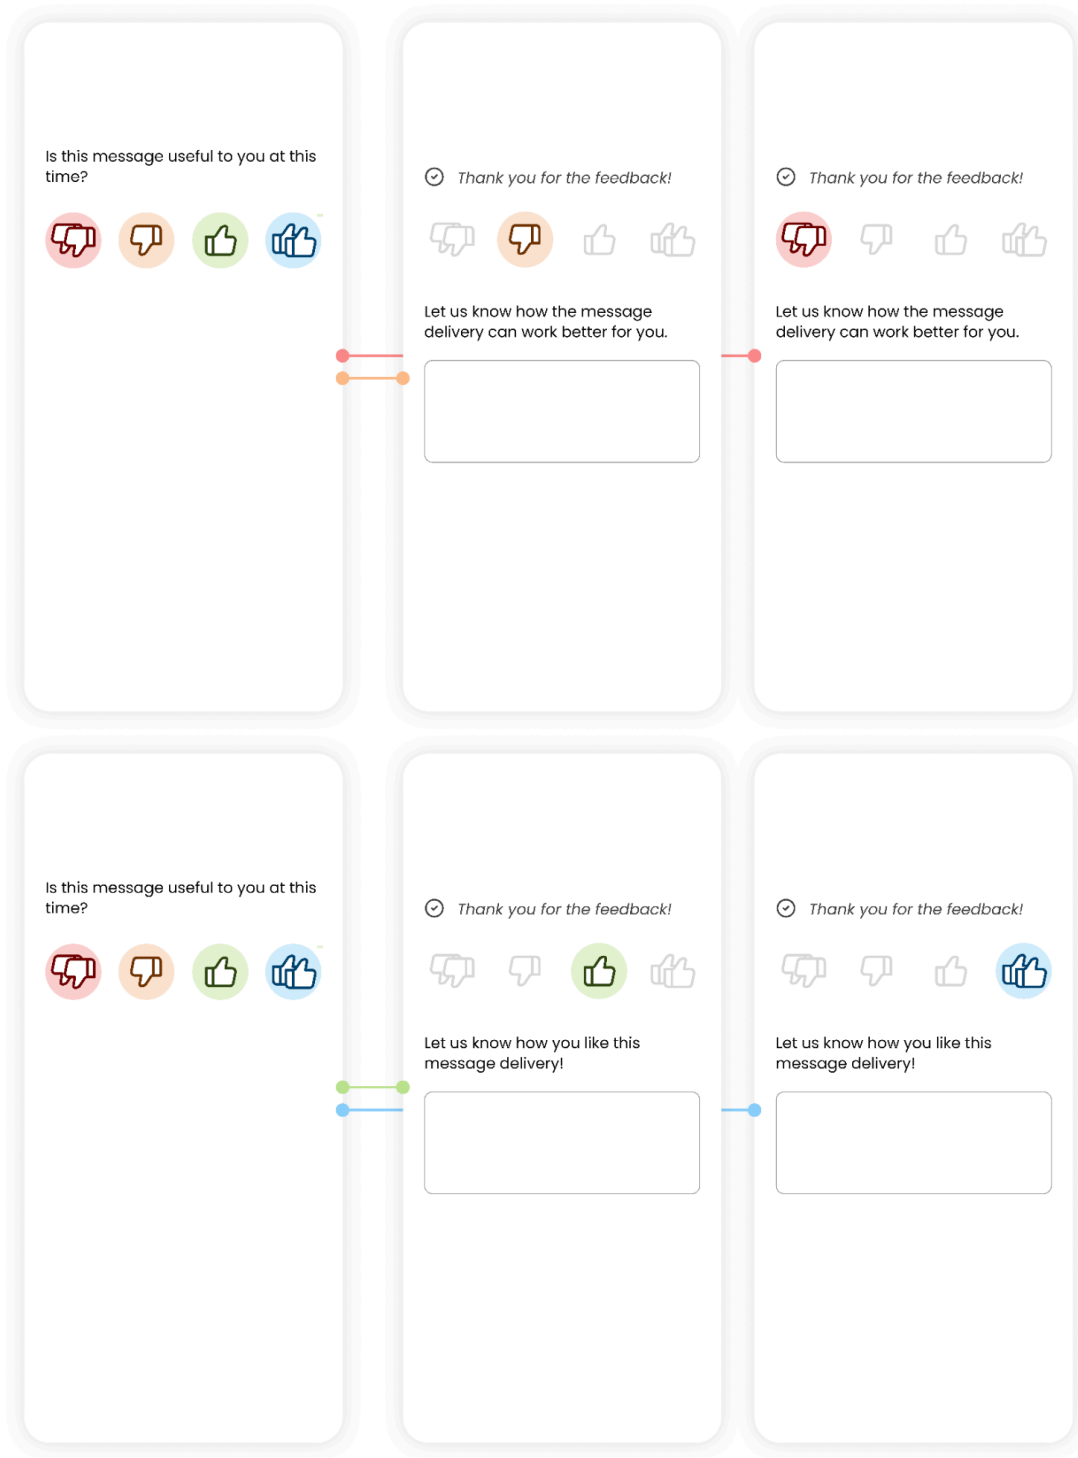 Is this message useful to you at this
time?
Thank you for the feedback!
Let us know how the message
delivery can work better for you.
Thank you for the feedback!
Let us know how the message
delivery can work better for you.
Is this message useful to you at this
time?
Thank you for the feedback!
Let us know how you like this
message delivery!
Thank you for the feedback!
Let us know how you like this
message delivery!